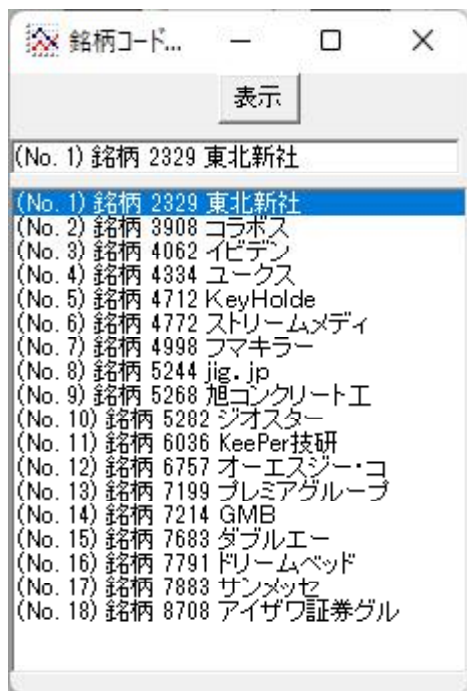 銘柄コード...
表示
(No. 1) 銘柄 2329 東北新社
(No. 1) 銘柄 2329 東北新社
(No. 2) 銘柄 3908 コラボス
(No. 3) 銘柄 4062 イビデン
(No. 4) 銘柄 4334 ユークス
(No. 5) 銘柄 4712 KeyHolde
(No. 6) 銘柄 4772 ストリームメディ
(No. 7) 銘柄 4998 フマキラー
(No. 8) 銘柄 5244 jig.jp
(No. 9) 銘柄 5268 旭コンクリート工
(No. 10) 銘柄 5282 ジオスター
(No. 11) 銘柄 6036 KeePer技研
(No. 12) 銘柄 6757 オーエスジー・コ
(No. 13) 銘柄 7199 プレミアグループ
(No. 14) 銘柄 7214 GMB
(No. 15) 銘柄 7683 ダブルエー
(No. 16) 銘柄 7791 ドリームベッド
(No. 17) 銘柄 7883 サンメッセ
(No. 18) 銘柄 8708 アイザワ証券グル